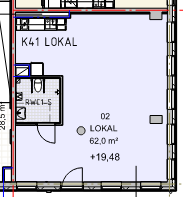 K41 LOKAL
RWC1-S
28,5 m
02
LOKAL
62,0 m²
+19,48